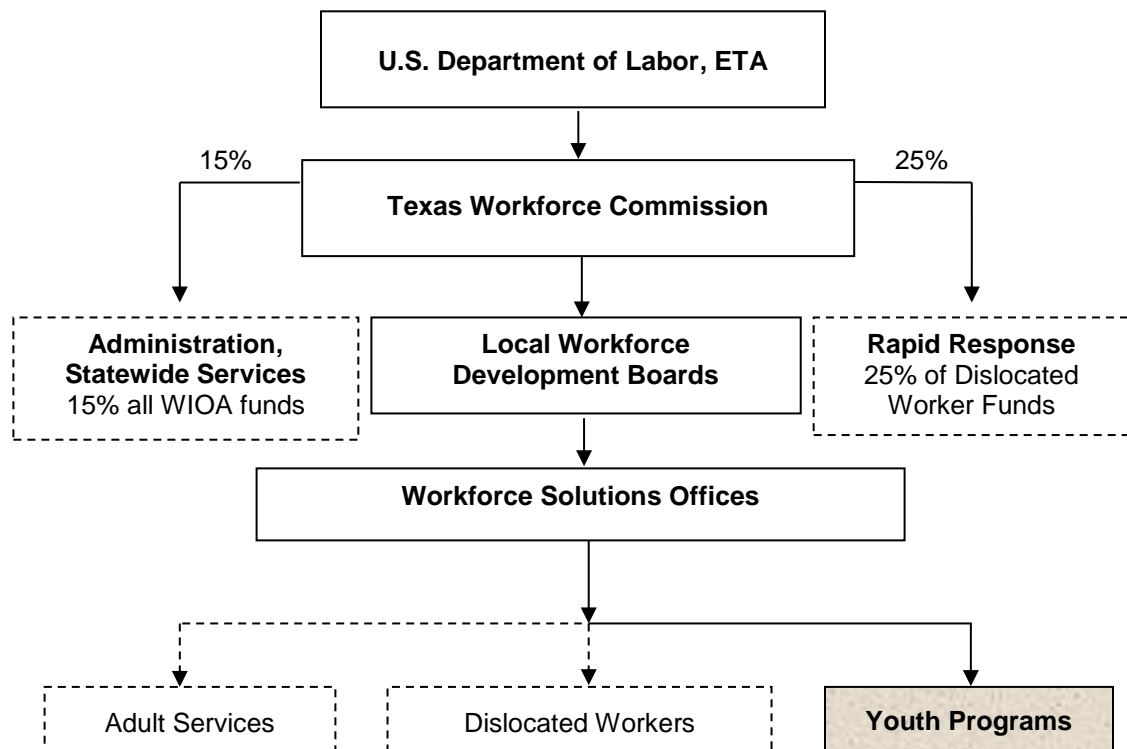 U.S. Department of Labor, ETA
15%
25%
Texas Workforce Commission
Administration,
Statewide Services
15% all WIOA funds
Local Workforce
Development Boards
Rapid Response
25% of Dislocated
Worker Funds
Workforce Solutions Offices
Adult Services
Dislocated Workers
Youth Programs